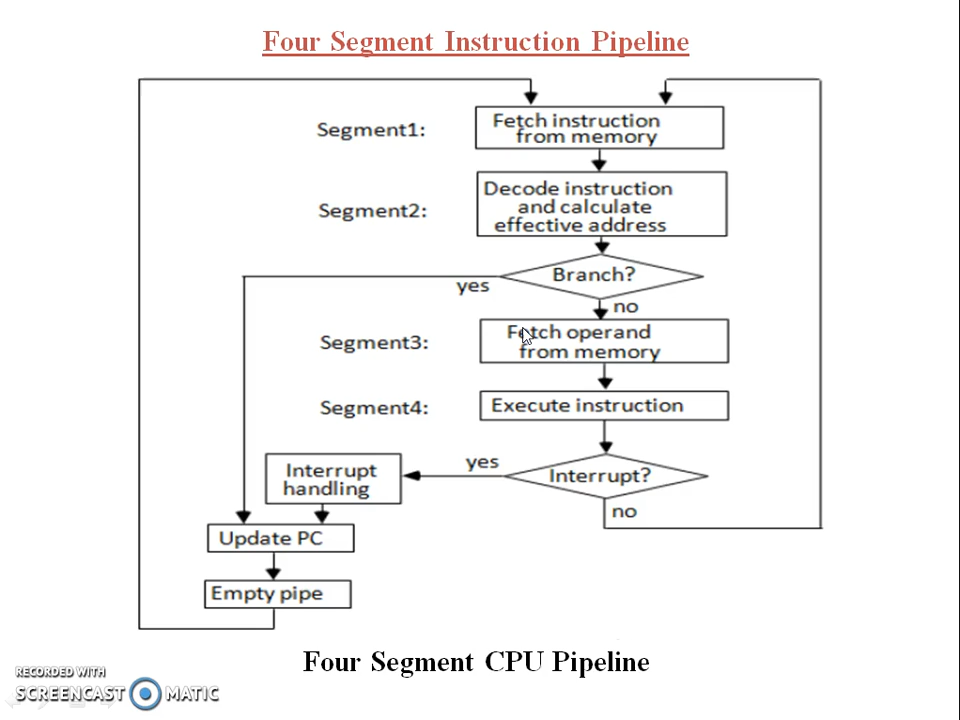 Four Segment Instruction Pipeline
Segment1:
Fetch instruction
from memory
Segment2:
Decode instruction
and calculate
effective address
Branch?
yes
no
Segment3:
Fetch operand
from memory
Segment4:
Execute instruction
Interrupt?
yes
no
Interrupt
handling
Update PC
Empty pipe
Four Segment CPU Pipeline
RECORDED WITH
SCREENCAST MATIC